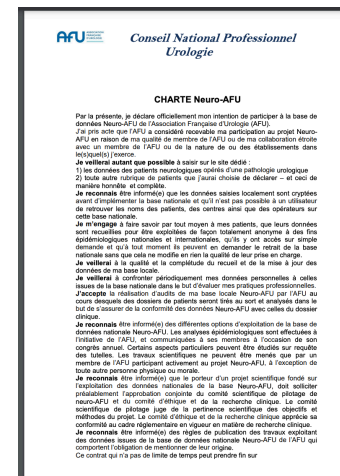 AFU ASSOCIATION FRANÇAISE D'UROLOGIE
Conseil National Professionnel
Urologie
CHARTE Neuro-AFU
Par la présente, je déclare officiellement mon intention de participer à la base de
données Neuro-AFU de l'Association Française d'Urologie (AFU).
J'ai pris acte que l'AFU a considéré recevable ma participation au projet Neuro-
AFU en raison de ma qualité de membre de l'AFU ou de ma collaboration étroite
avec un membre de l'AFU ou de la nature de ou des établissements dans
le(s)quel(s) j'exerce.
Je veillerai autant que possible à saisir sur le site dédié :
1) les données des patients neurologiques opérés d'une pathologie urologique
2) toute autre rubrique de patients que j'aurai choisie de déclarer – et ceci de
manière honnête et complète.
Je reconnais être informé(e) que les données saisies localement sont cryptées
avant d'implémenter la base nationale et qu'il n'est pas possible à un utilisateur
de retrouver les noms des patients, des centres ainsi que des opérateurs sur
cette base nationale.
Je m'engage à faire savoir par tout moyen à mes patients, que leurs données
sont recueillies pour être exploitées de façon totalement anonyme à des fins
épidémiologiques nationales et internationales, qu'ils y ont accès sur simple
demande et qu'à tout moment ils peuvent en demander le retrait de la base
nationale sans que cela ne modifie en rien la qualité de leur prise en charge.
Je veillerai à la qualité et la complétude du recueil et de la mise à jour des
données de ma base locale.
Je veillerai à confronter périodiquement mes données personnelles à celles
issues de la base nationale dans le but d'évaluer mes pratiques professionnelles.
J'accepte la réalisation d'audits de ma base locale Neuro-AFU par l'AFU au
cours desquels des dossiers de patients seront tirés au sort et analysés dans le
but de s'assurer de la conformité des données Neuro-AFU avec celles du dossier
clinique.
Je reconnais être informé(e) des différentes options d'exploitation de la base de
données nationale Neuro-AFU. Les analyses épidémiologiques sont effectuées à
l'initiative de l'AFU, et communiquées à ses membres à l'occasion de son
congrès annuel. Certains aspects particuliers peuvent être étudiés sur requête
des tutelles. Les travaux scientifiques ne peuvent être menés que par un
membre de l'AFU participant activement au projet Neuro-AFU, à l'exception de
toute autre personne physique ou morale.
Je reconnais être informé(e) que le porteur d'un projet scientifique fondé sur
l'exploitation des données nationales de la base Neuro-AFU, doit solliciter
préalablement l'approbation conjointe du comité scientifique de pilotage de
neuro-AFU et du comité d'éthique et de la recherche clinique. Le comité
scientifique de pilotage juge de la pertinence scientifique des objectifs et
méthodes du projet. Le comité d'éthique et de la recherche clinique apprécie sa
conformité au cadre réglementaire en vigueur en matière de recherche clinique.
Je reconnais être informé(e) des règles de publication des travaux exploitant
des données issues de la base de données nationale Neuro-AFU de l'AFU qui
comportent l'obligation de mentionner de leur origine.
Ce contrat qui n'a pas de limite de temps peut prendre fin sur